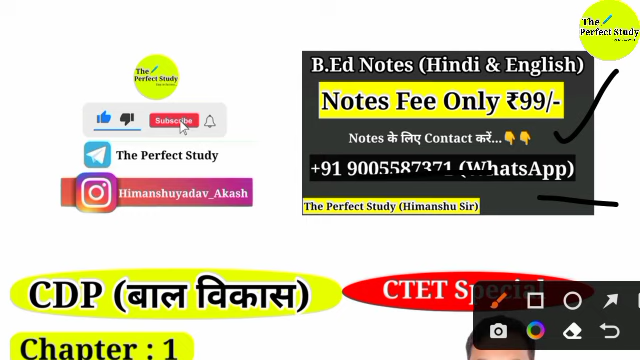 The
Perfect Study
The
Perfect Study
Subscribe
The Perfect Study
Himanshuyadav_Akash
B.Ed Notes (Hindi & English)
Notes Fee Only ₹99/-
Notes के लिए Contact करें...👇👇
+91 9005587371 (WhatsApp)
The Perfect Study (Himanshu Sir)
CDP (बाल विकास)
CTET Special
Chapter : 1